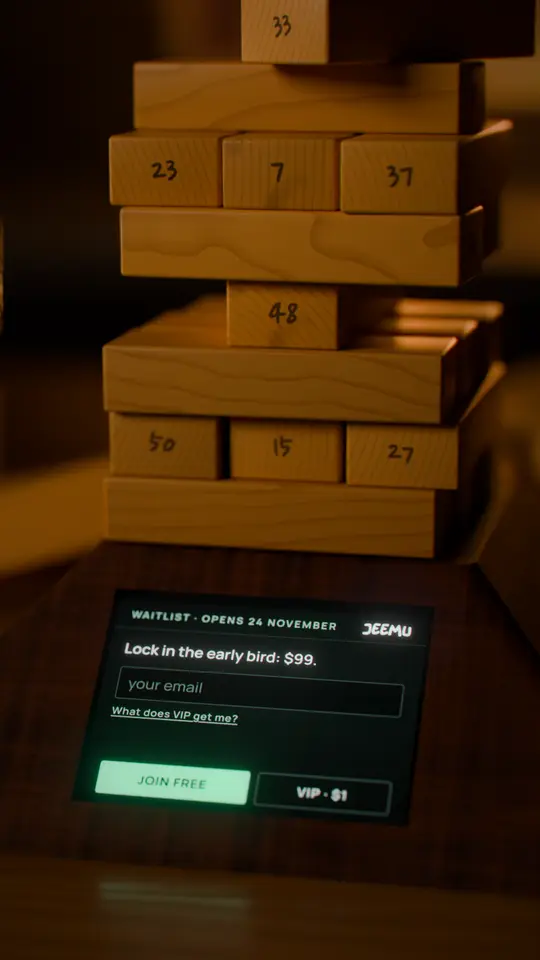 33
23 7 37
48
50 15 27
WAITLIST · OPENS 24 NOVEMBER JEEMU
Lock in the early bird: $99.
your email
What does VIP get me?
JOIN FREE VIP · $1